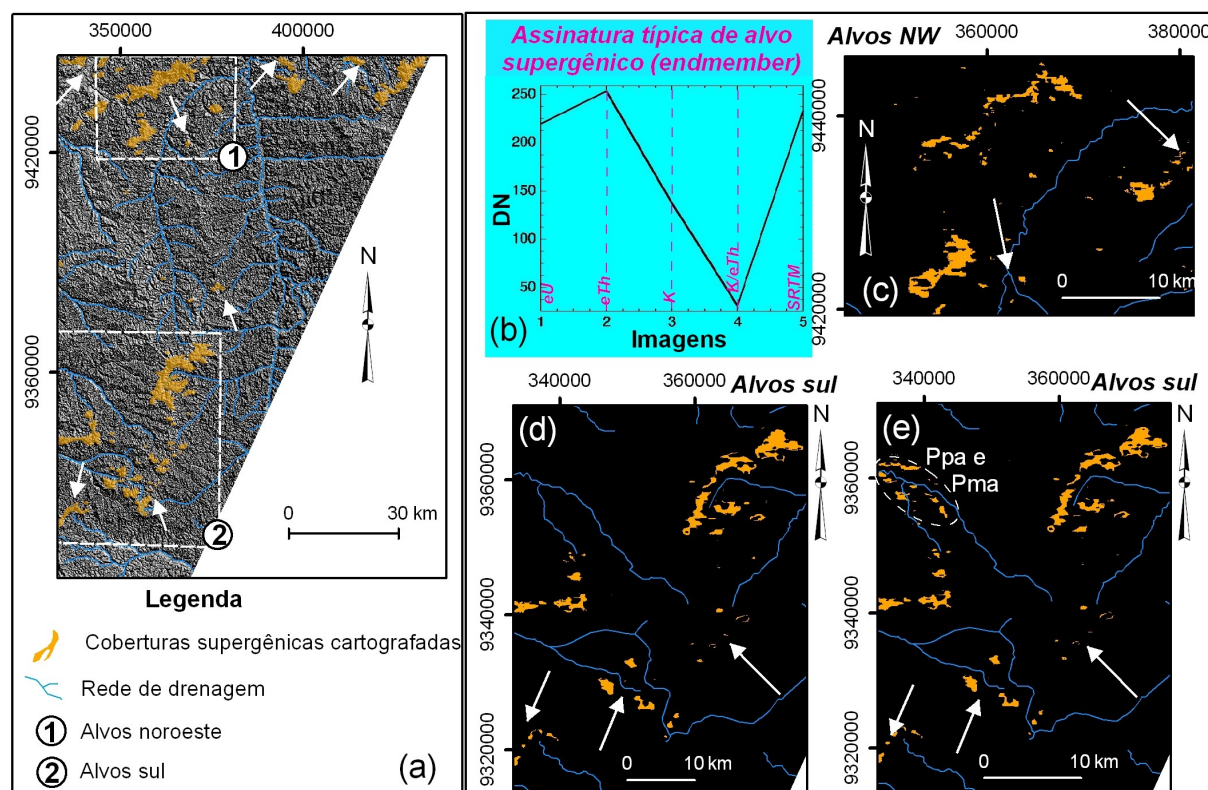 350000 400000
9420000
9360000
1
N
2
0 30 km
Legenda
Coberturas supergênicas cartografadas
Rede de drenagem
1 Alvos noroeste
2 Alvos sul
(a)
Assinatura típica de alvo
supergênico (endmember)
250
200
150
100
50
DN
eU
eTh
K
K/eTh
SRTM
1 2 3 4 5
Imagens
(b)
Alvos NW
360000 380000
9440000
9420000
N
(c)
0 10 km
340000 360000
Alvos sul
N
(d)
9360000
9340000
9320000
0 10 km
340000 360000
Alvos sul
N
(e)
Ppa e
Pma
9360000
9340000
9320000
0 10 km